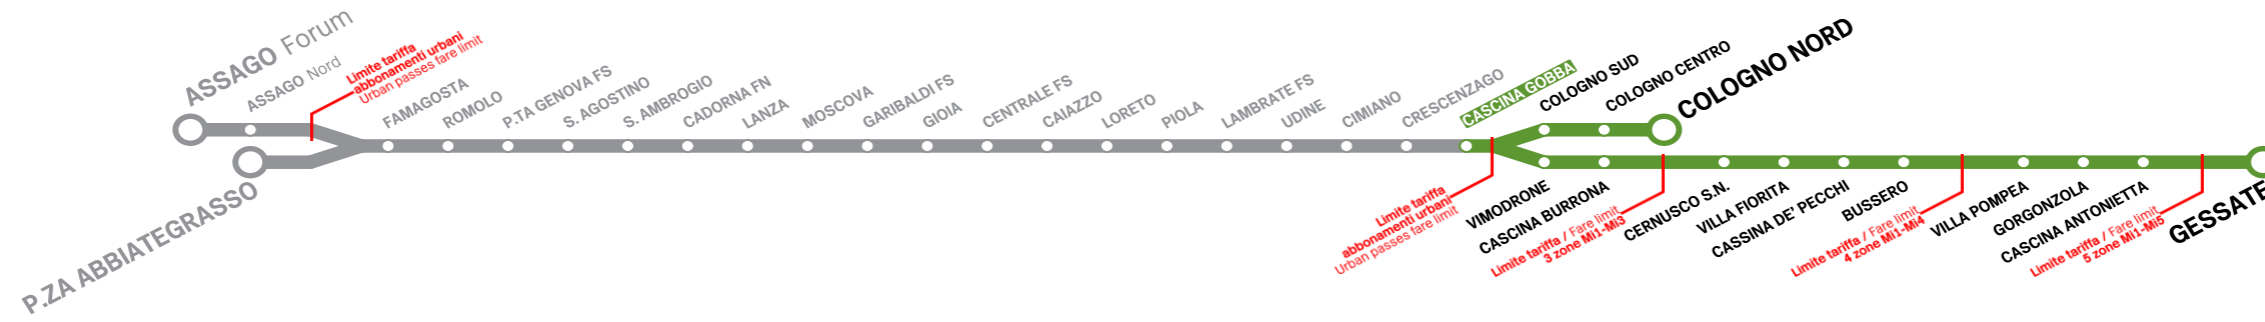 ASSAGO Forum
ASSAGO Nord
P.ZA ABBIATEGRASSO
Limite tariffa
abbonamenti urbani
Urban passes fare limit
FAMAGOSTA
ROMOLO
P.TA GENOVA FS
S. AGOSTINO
S. AMBROGIO
CADORNA FN
LANZA
MOSCOVA
GARIBALDI FS
GIOIA
CENTRALE FS
CAIAZZO
LORETO
PIOLA
LAMBRATE FS
UDINE
CIMIANO
CRESCENZAGO
CASCINA GOBBA
Limite tariffa
abbonamenti urbani
Urban passes fare limit
COLOGNO SUD
COLOGNO CENTRO
COLOGNO NORD
VIMODRONE
CASCINA BURRONA
Limite tariffa / Fare limit
3 zone Mi1-Mi3
CERNUSCO S.N.
VILLA FIORITA
CASSINA DE' PECCHI
BUSSERO
Limite tariffa / Fare limit
4 zone Mi1-Mi4
VILLA POMPEA
GORGONZOLA
CASCINA ANTONIETTA
Limite tariffa / Fare limit
5 zone Mi1-Mi5
GESSATE